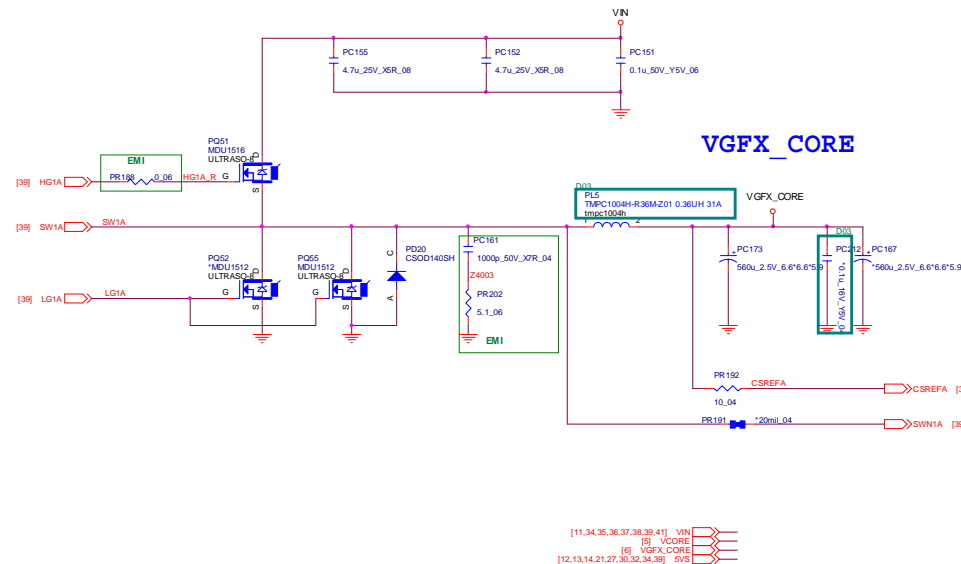 VIN
PC155
4.7u_25V_X5R_08
PC152
4.7u_25V_X5R_08
PC151
0.1u_50V_Y5V_06
VGFX_CORE
PQ51
MDU1516
ULTRASO-8
D
G
S
EMI
PR188
0_06
HG1A_R
[39] HG1A
[39] SW1A
SW1A
D03
PL5
TMPC1004H-R36M-Z01 0.36UH 31A
tmpc1004h
1
2
VGFX_CORE
PQ52
*MDU1512
ULTRASO-8
D
G
S
PQ55
MDU1512
ULTRASO-8
D
G
S
PD20
CSOD140SH
C
A
PC161
1000p_50V_X7R_04
Z4003
PR202
5.1_06
EMI
[39] LG1A
LG1A
+
PC173
560u_2.5V_6.6*6.6*5.9
D03
PC212
*0.1u_16V_Y5V_04
+
PC167
*560u_2.5V_6.6*6.6*5.9
PR192
10_04
CSREFA
CSREFA
PR191
*20mil_04
SWN1A
[11,34,35,36,37,38,39,41] VIN
[5] VCORE
[6] VGFX_CORE
[12,13,14,21,27,30,32,34,39] 5VS